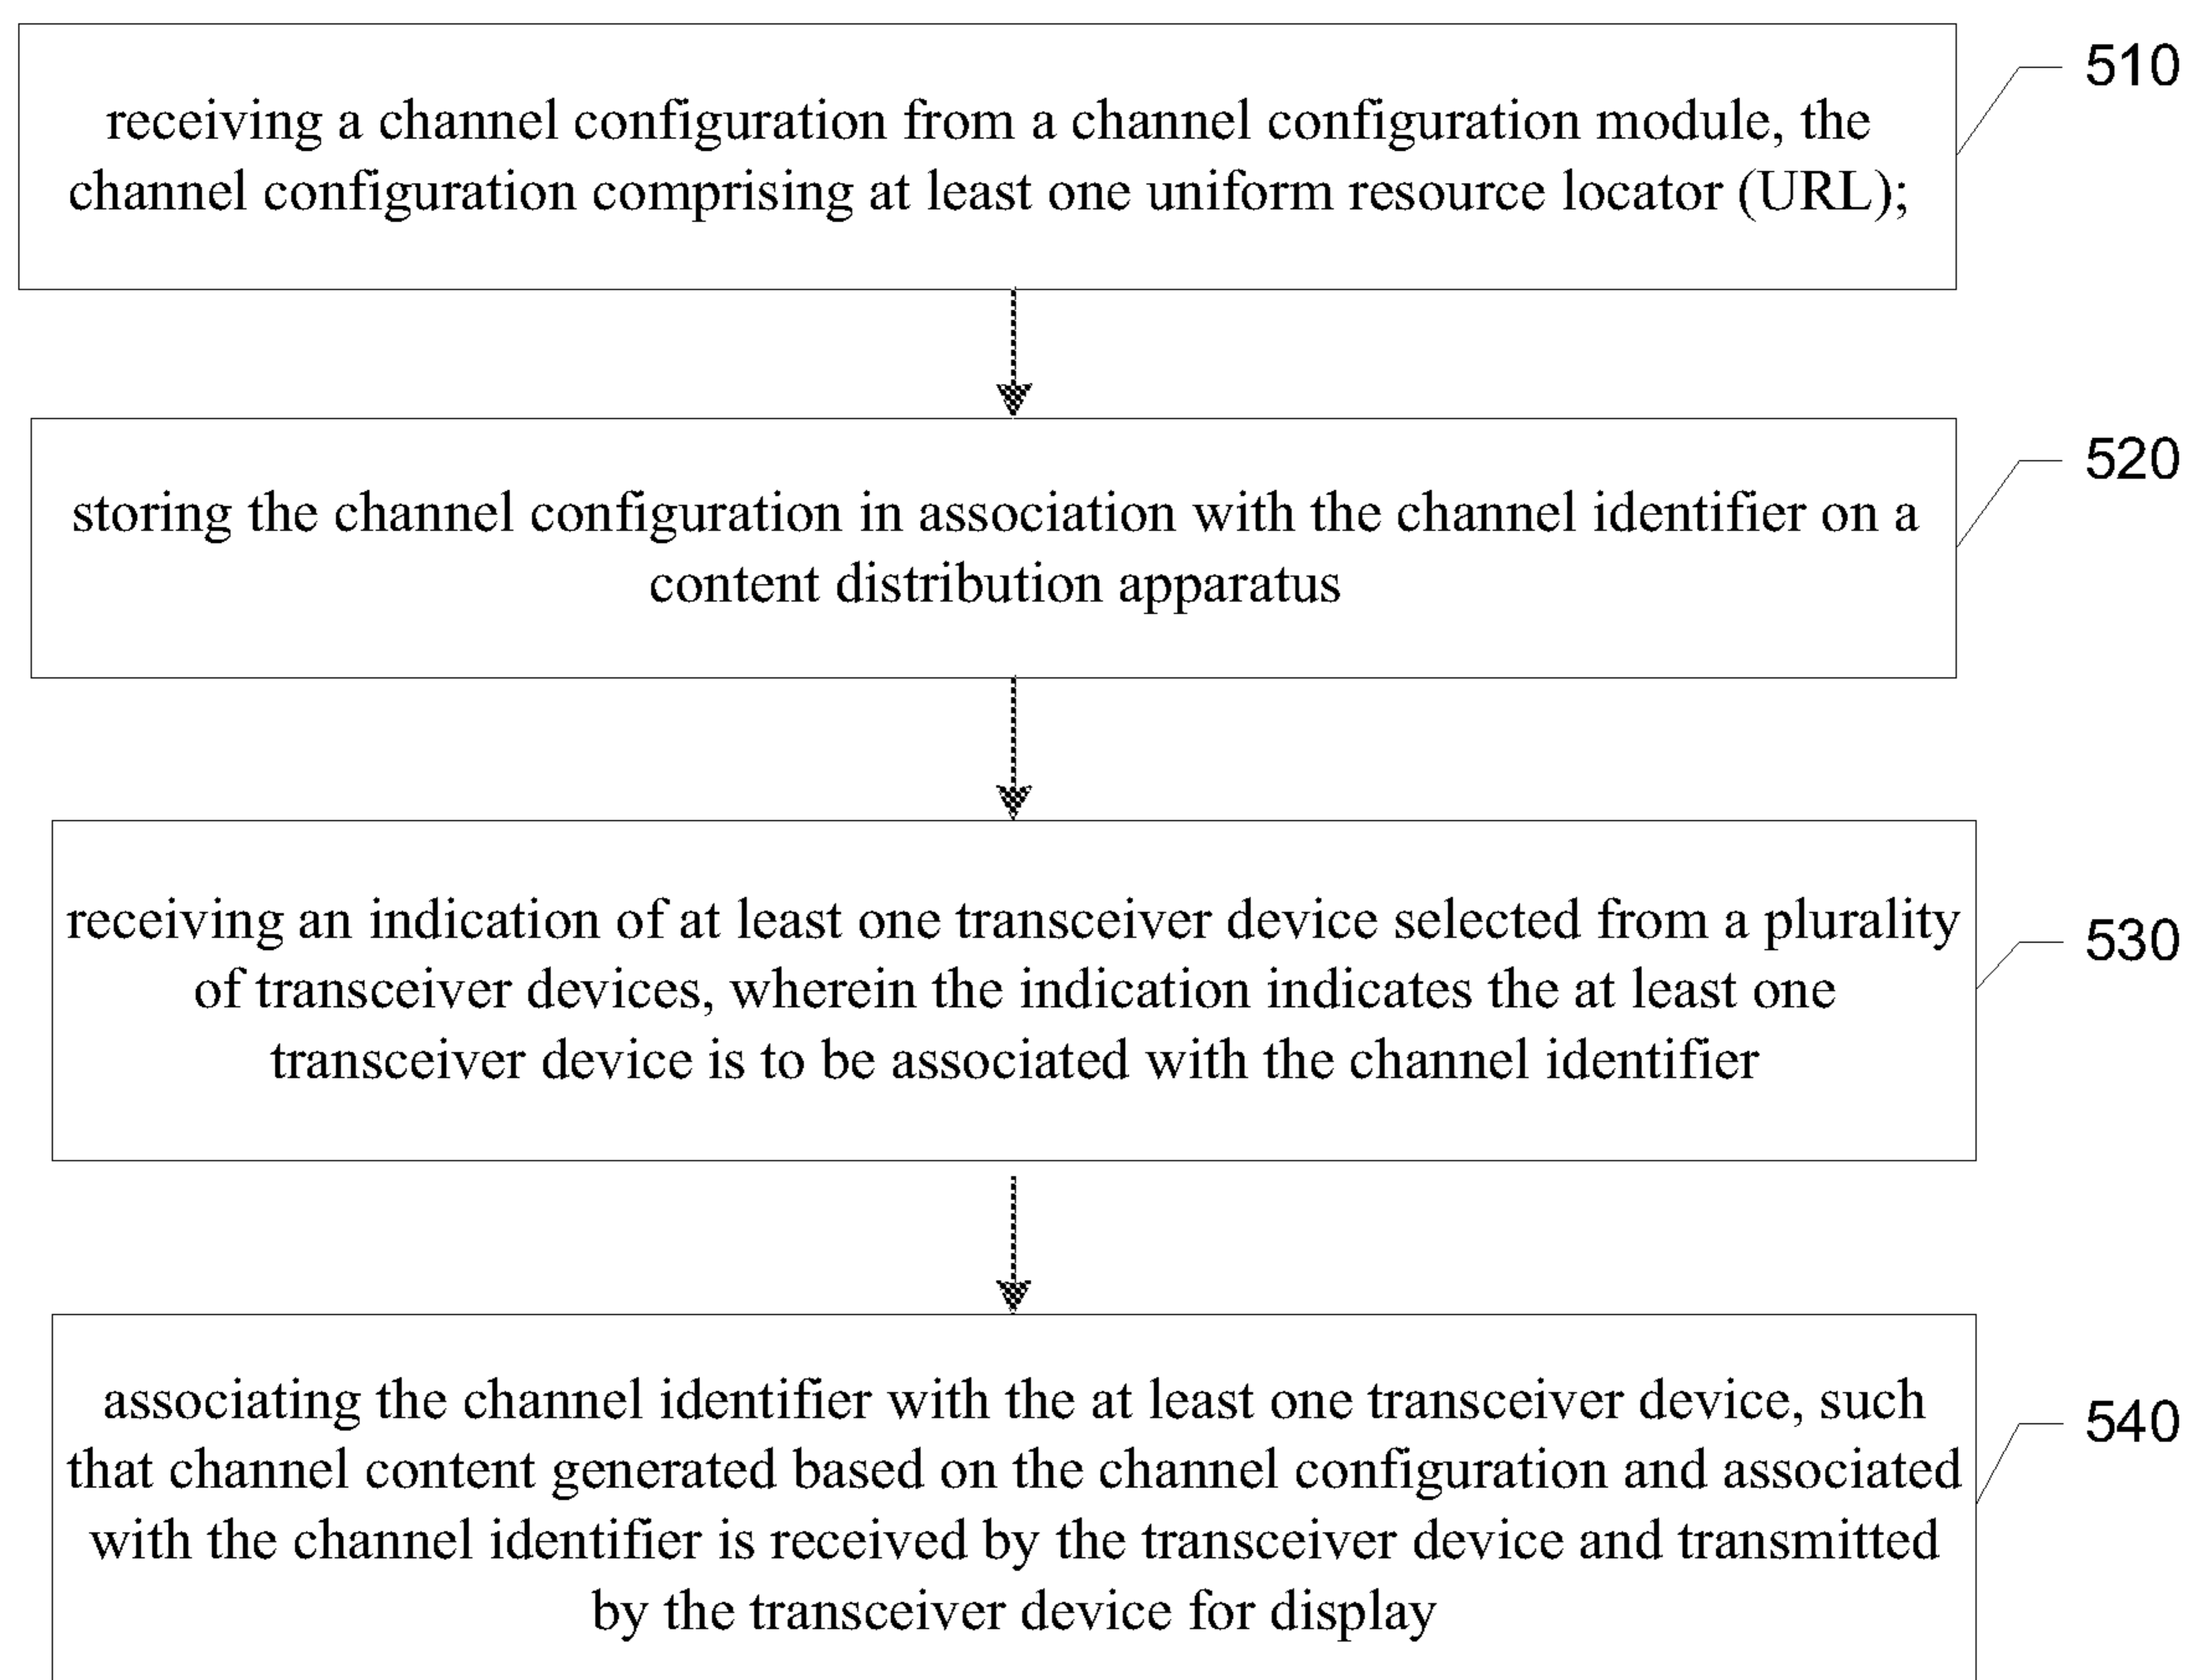 receiving a channel configuration from a channel configuration module, the
channel configuration comprising at least one uniform resource locator (URL);
510
storing the channel configuration in association with the channel identifier on a
content distribution apparatus
520
receiving an indication of at least one transceiver device selected from a plurality
of transceiver devices, wherein the indication indicates the at least one
transceiver device is to be associated with the channel identifier
530
associating the channel identifier with the at least one transceiver device, such
that channel content generated based on the channel configuration and associated
with the channel identifier is received by the transceiver device and transmitted
by the transceiver device for display
540